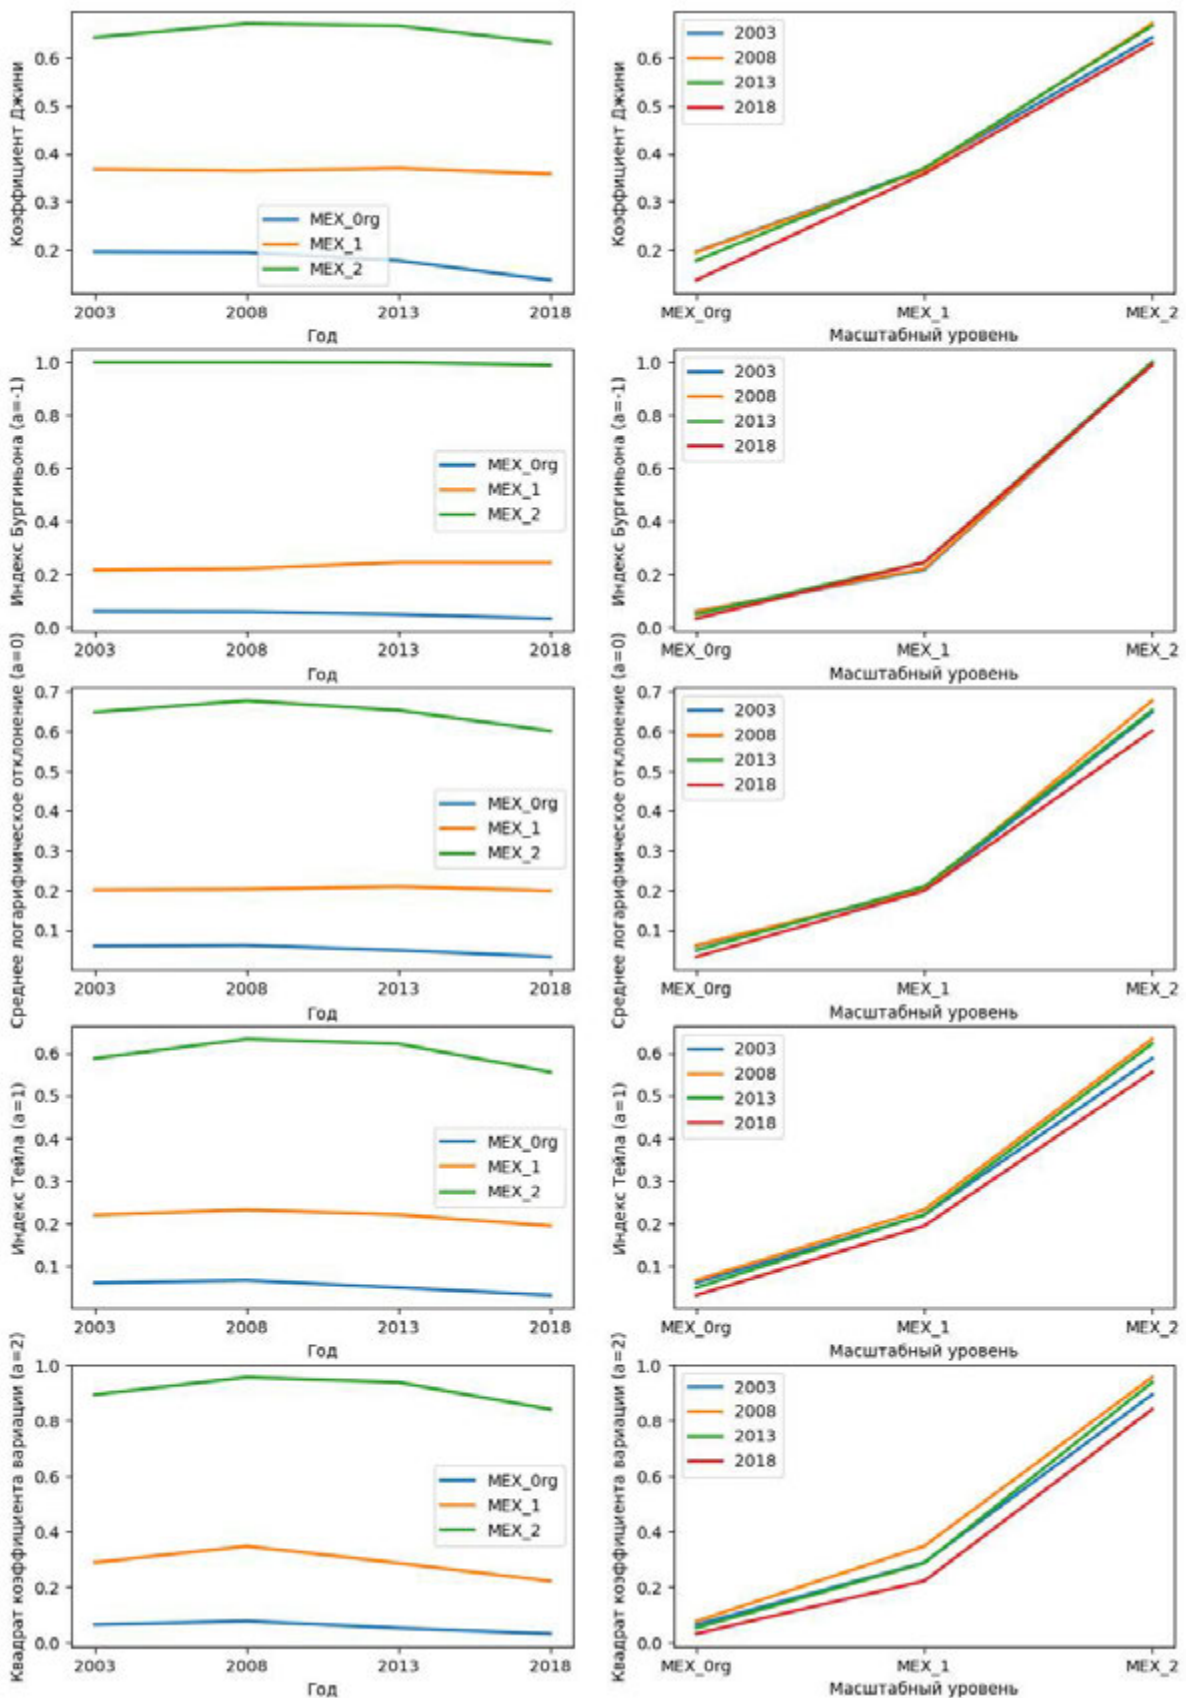 Коэффициент Джини
0.6
0.5
0.4
0.3
0.2
MEX_0rg
MEX_1
MEX_2
2003 2008 2013 2018
Год
Коэффициент Джини
0.6
0.5
0.4
0.3
0.2
2003
2008
2013
2018
MEX_0rg MEX_1 MEX_2
Масштабный уровень
Индекс Бургиньона (a=-1)
1.0
0.8
0.6
0.4
0.2
0.0
MEX_0rg
MEX_1
MEX_2
2003 2008 2013 2018
Год
Индекс Бургиньона (a=-1)
1.0
0.8
0.6
0.4
0.2
0.0
2003
2008
2013
2018
MEX_0rg MEX_1 MEX_2
Масштабный уровень
Среднее логарифмическое отклонение (a=0)
0.7
0.6
0.5
0.4
0.3
0.2
0.1
MEX_0rg
MEX_1
MEX_2
2003 2008 2013 2018
Год
Среднее логарифмическое отклонение (a=0)
0.7
0.6
0.5
0.4
0.3
0.2
0.1
2003
2008
2013
2018
MEX_0rg MEX_1 MEX_2
Масштабный уровень
Индекс Тейла (a=1)
0.6
0.5
0.4
0.3
0.2
0.1
MEX_0rg
MEX_1
MEX_2
2003 2008 2013 2018
Год
Индекс Тейла (a=1)
0.6
0.5
0.4
0.3
0.2
0.1
2003
2008
2013
2018
MEX_0rg MEX_1 MEX_2
Масштабный уровень
Квадрат коэффициента вариации (a=2)
1.0
0.8
0.6
0.4
0.2
0.0
MEX_0rg
MEX_1
MEX_2
2003 2008 2013 2018
Год
Квадрат коэффициента вариации (a=2)
1.0
0.8
0.6
0.4
0.2
0.0
2003
2008
2013
2018
MEX_0rg MEX_1 MEX_2
Масштабный уровень